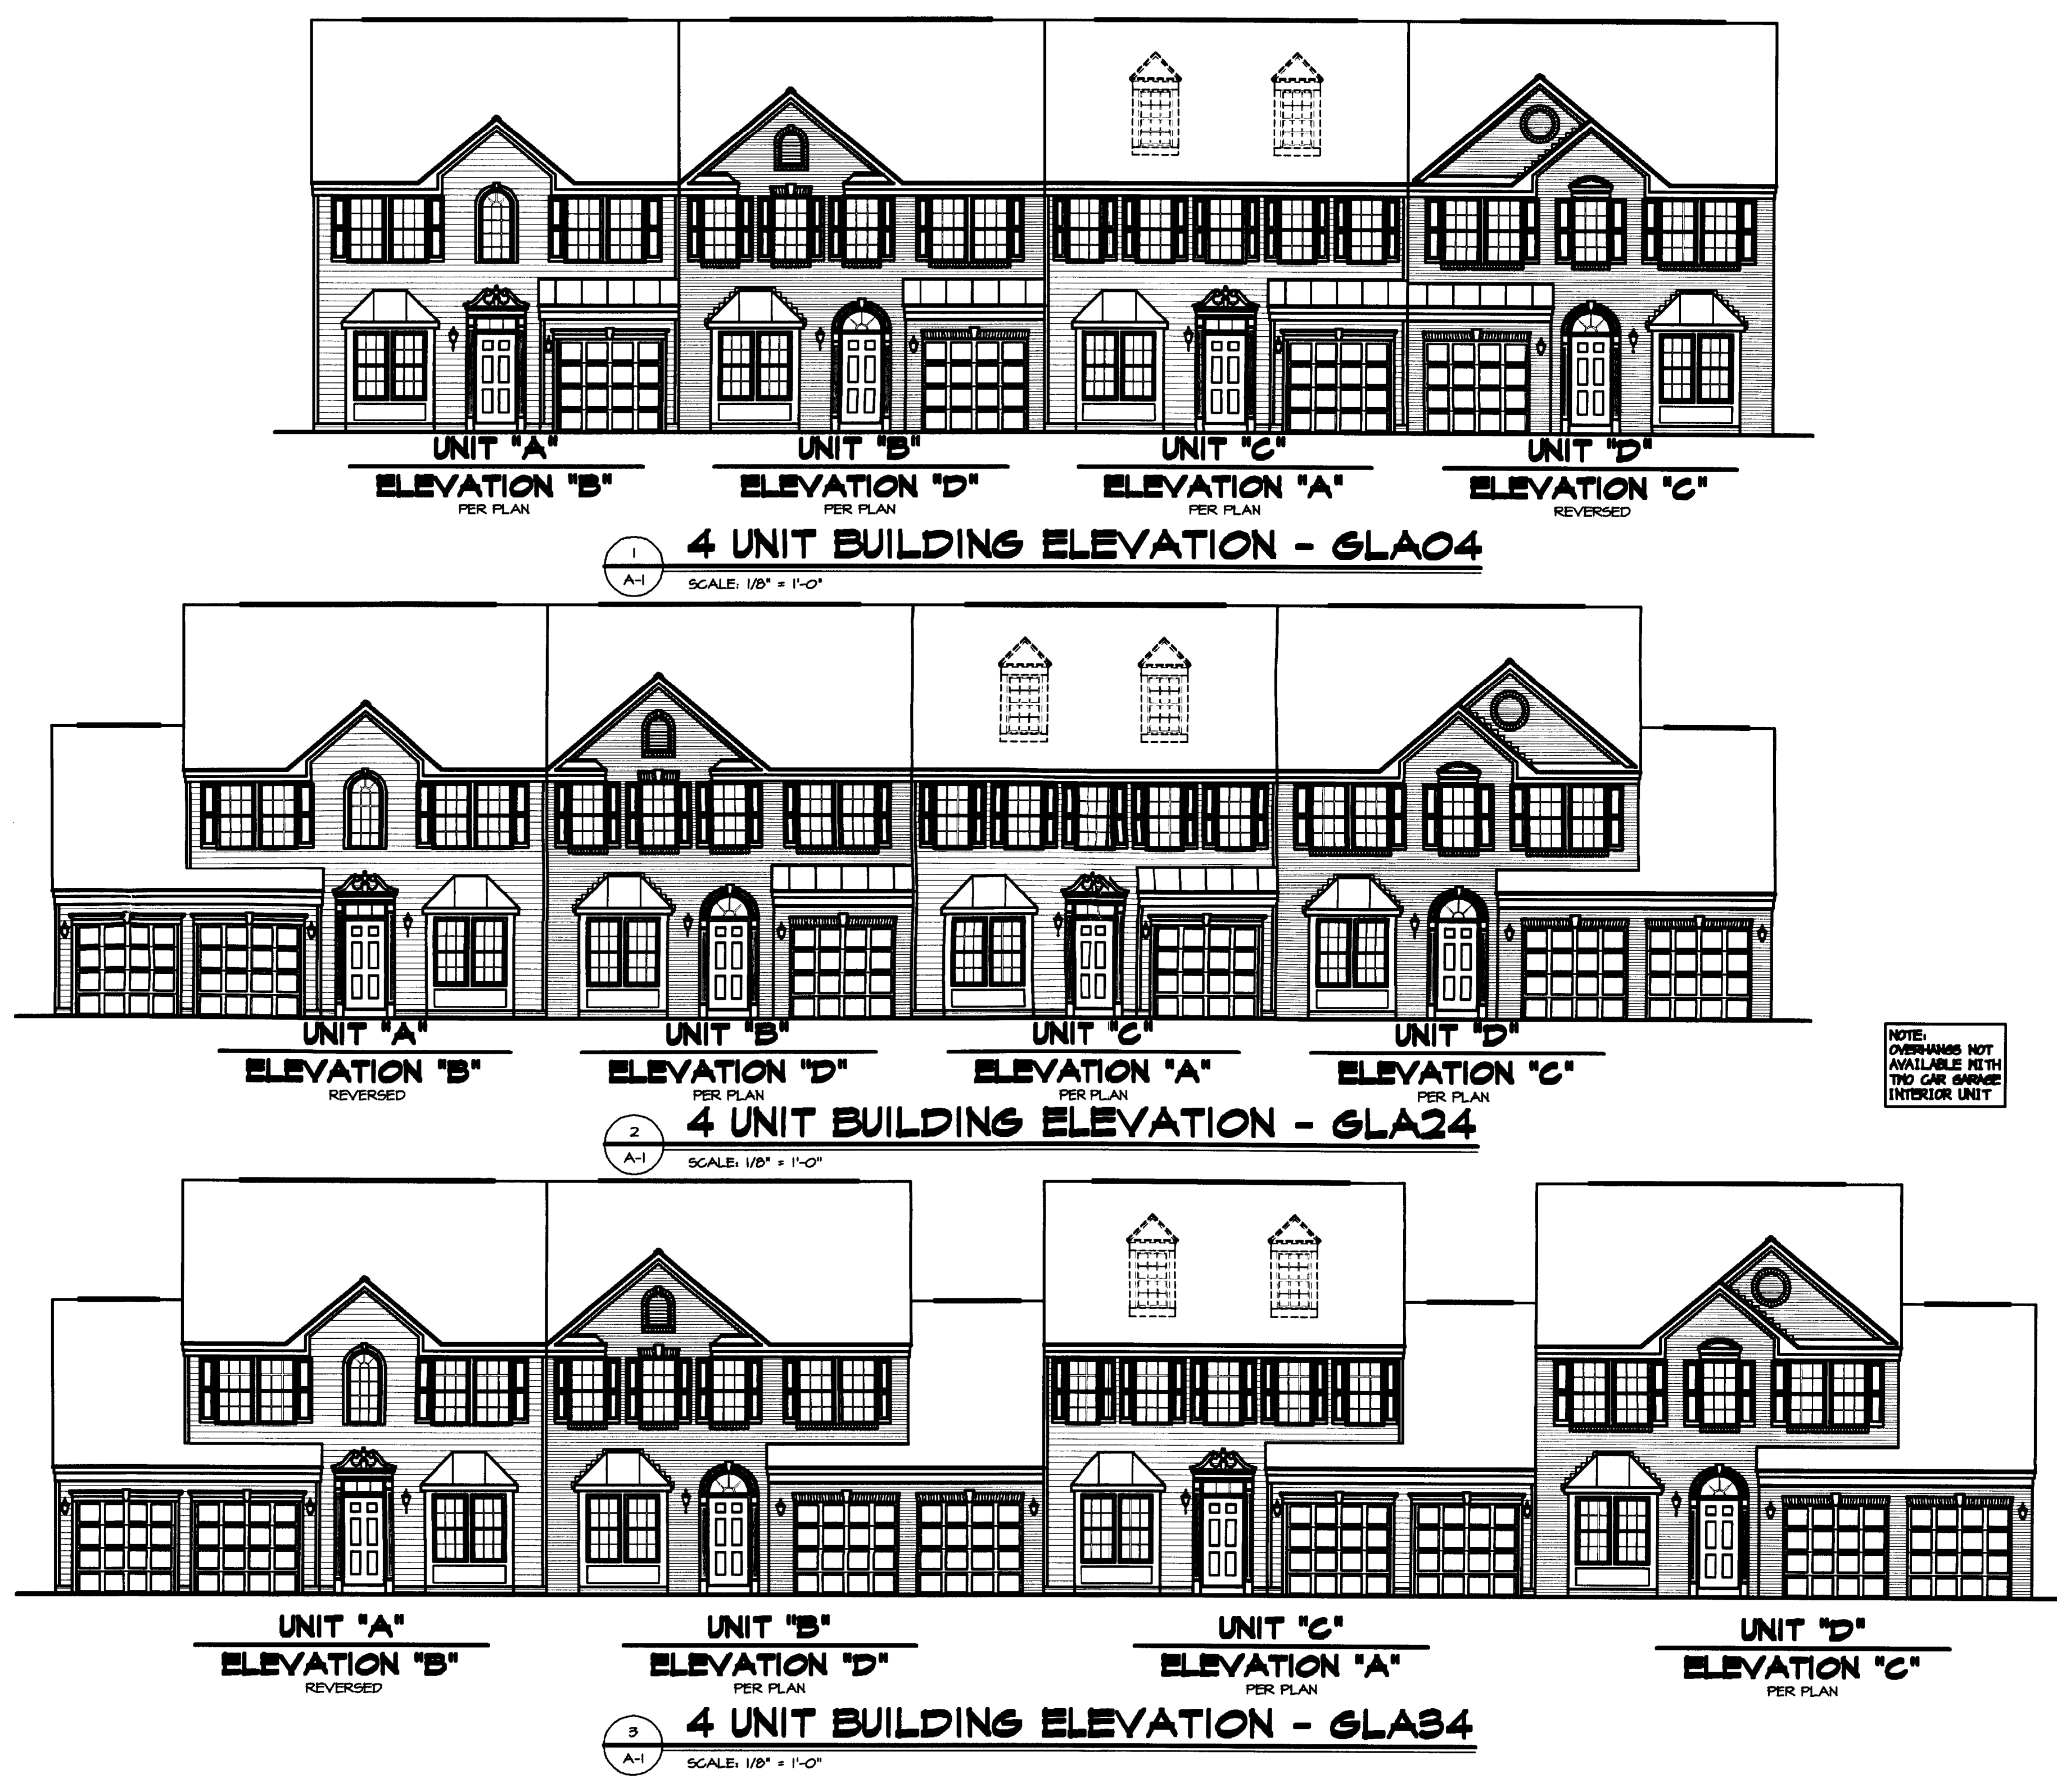 UNIT "A"
ELEVATION "B"
PER PLAN
UNIT "B"
ELEVATION "D"
PER PLAN
UNIT "C"
ELEVATION "A"
PER PLAN
UNIT "D"
ELEVATION "C"
REVERSED
1
A-1
4 UNIT BUILDING ELEVATION - GLA04
SCALE: 1/8" = 1'-0"
UNIT "A"
ELEVATION "B"
REVERSED
UNIT "B"
ELEVATION "D"
PER PLAN
UNIT "C"
ELEVATION "A"
PER PLAN
UNIT "D"
ELEVATION "C"
PER PLAN
NOTE:
OVERHANGS NOT
AVAILABLE WITH
TWO CAR GARAGE
INTERIOR UNIT
2
A-1
4 UNIT BUILDING ELEVATION - GLA24
SCALE: 1/8" = 1'-0"
UNIT "A"
ELEVATION "B"
REVERSED
UNIT "B"
ELEVATION "D"
PER PLAN
UNIT "C"
ELEVATION "A"
PER PLAN
UNIT "D"
ELEVATION "C"
PER PLAN
3
A-1
4 UNIT BUILDING ELEVATION - GLA34
SCALE: 1/8" = 1'-0"